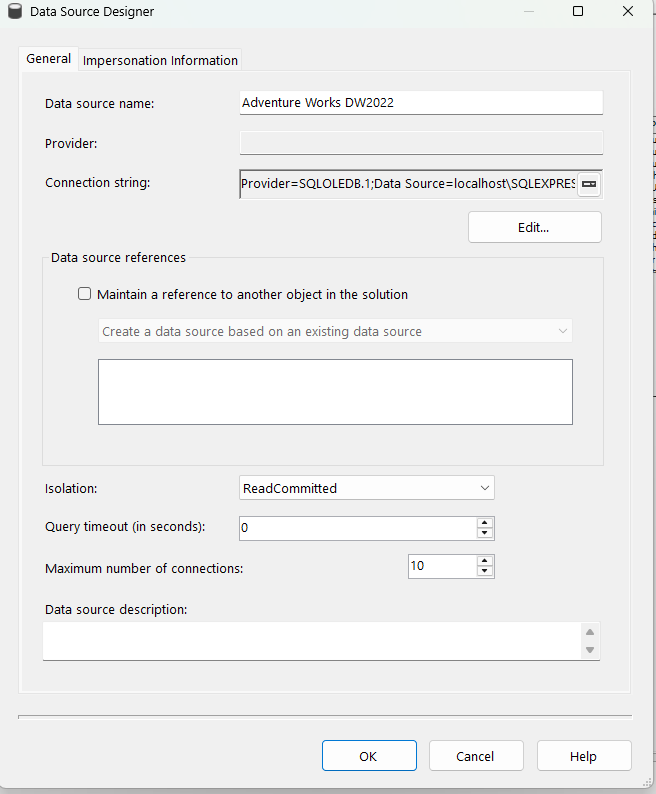 Data Source Designer
General
Impersonation Information
Data source name:
Adventure Works DW2022
Provider:
Connection string:
Provider=SQLOLEDB.1;Data Source=localhost\SQLEXPRES
Edit...
Data source references
Maintain a reference to another object in the solution
Create a data source based on an existing data source
Isolation:
ReadCommitted
Query timeout (in seconds):
0
Maximum number of connections:
10
Data source description:
OK
Cancel
Help